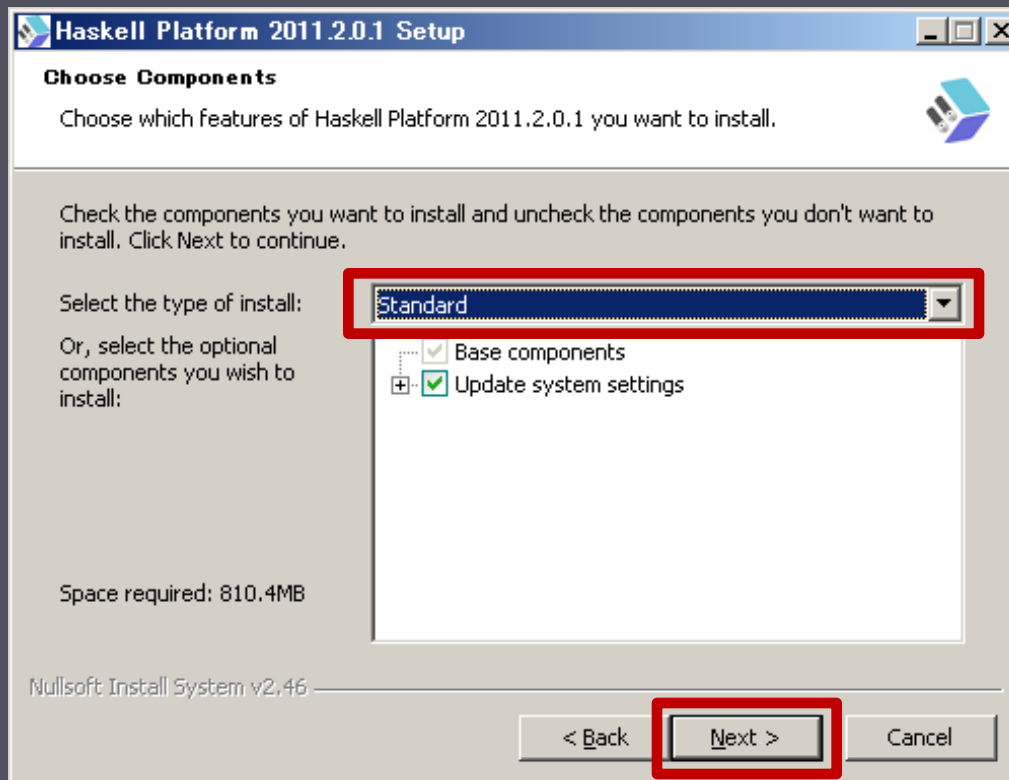 Haskell Platform 2011.2.0.1 Setup
Choose Components
Choose which features of Haskell Platform 2011.2.0.1 you want to install.
Check the components you want to install and uncheck the components you don't want to
install. Click Next to continue.
Select the type of install:
Standard
Or, select the optional
components you wish to
install:
Base components
Update system settings
Space required: 810.4MB
Nullsoft Install System v2.46
< Back
Next >
Cancel